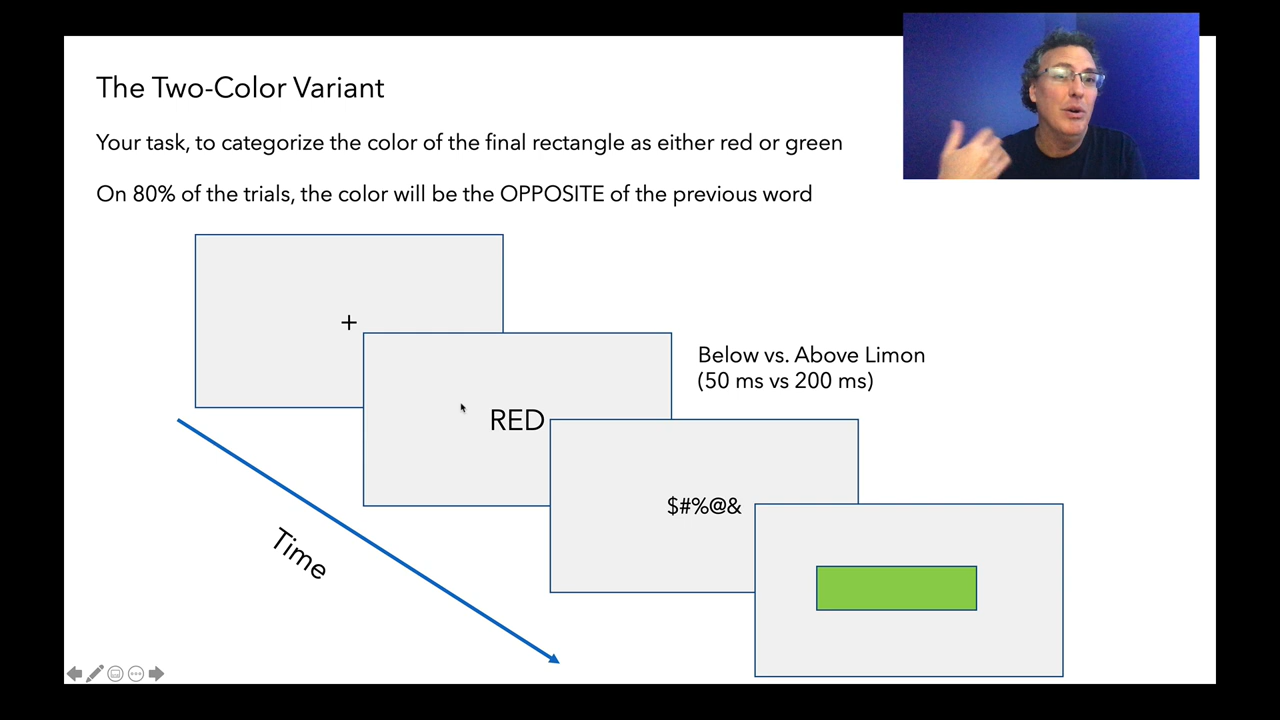 The Two-Color Variant
Your task, to categorize the color of the final rectangle as either red or green
On 80% of the trials, the color will be the OPPOSITE of the previous word
+
Below vs. Above Limon
(50 ms vs 200 ms)
RED
$#%@&
Time